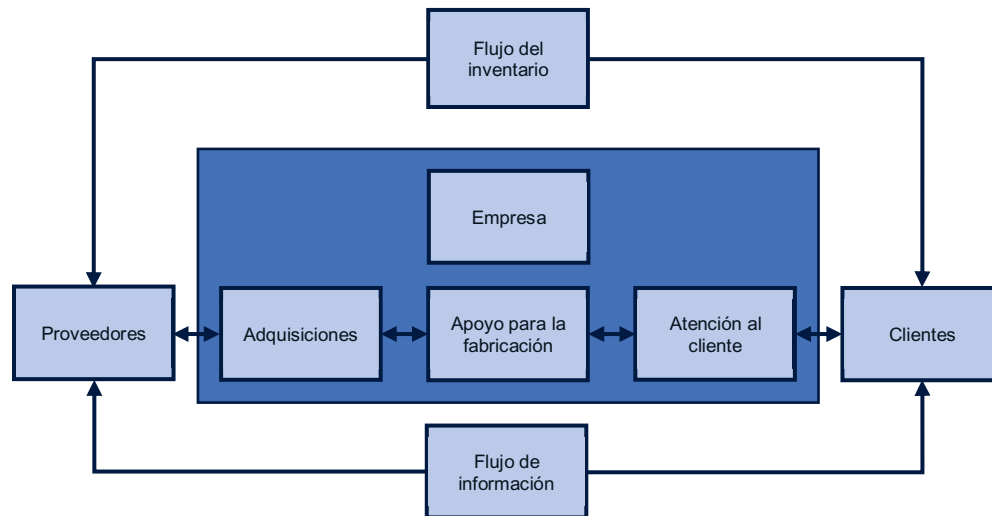 Flujo del
inventario
Empresa
Proveedores
Adquisiciones
Apoyo para la
fabricación
Atención al
cliente
Clientes
Flujo de
información